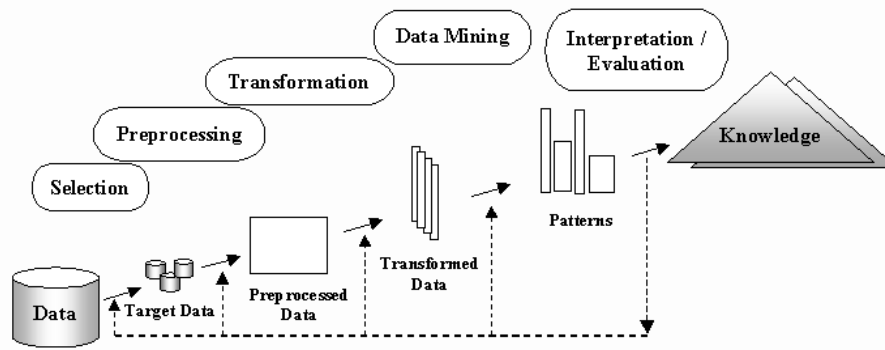 Data Mining
Interpretation /
Evaluation
Transformation
Preprocessing
Selection
Knowledge
Patterns
Transformed
Data
Preprocessed
Data
Target Data
Data